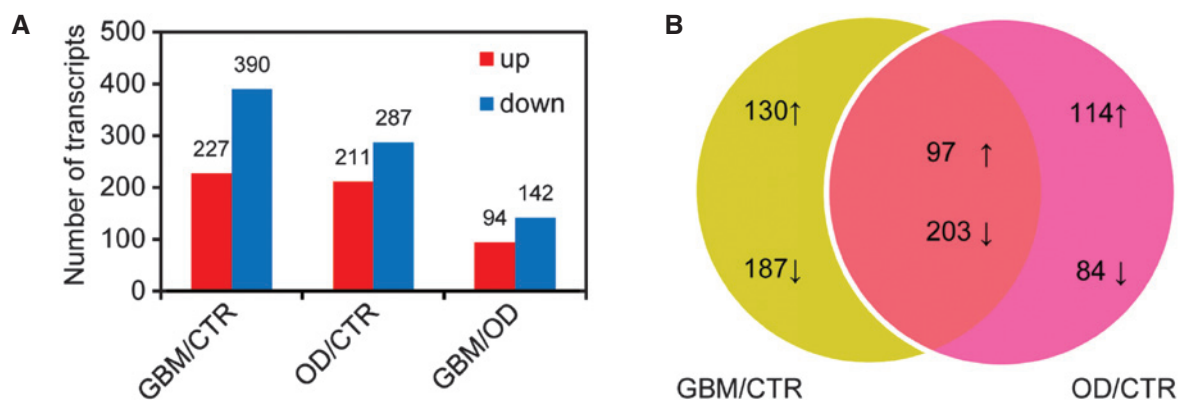 A
Number of transcripts
500
400
300
200
100
0
up
down
227
390
211
287
94
142
GBM/CTR
OD/CTR
GBM/OD
B
130↑
114↑
97 ↑
203 ↓
187↓
84 ↓
GBM/CTR
OD/CTR